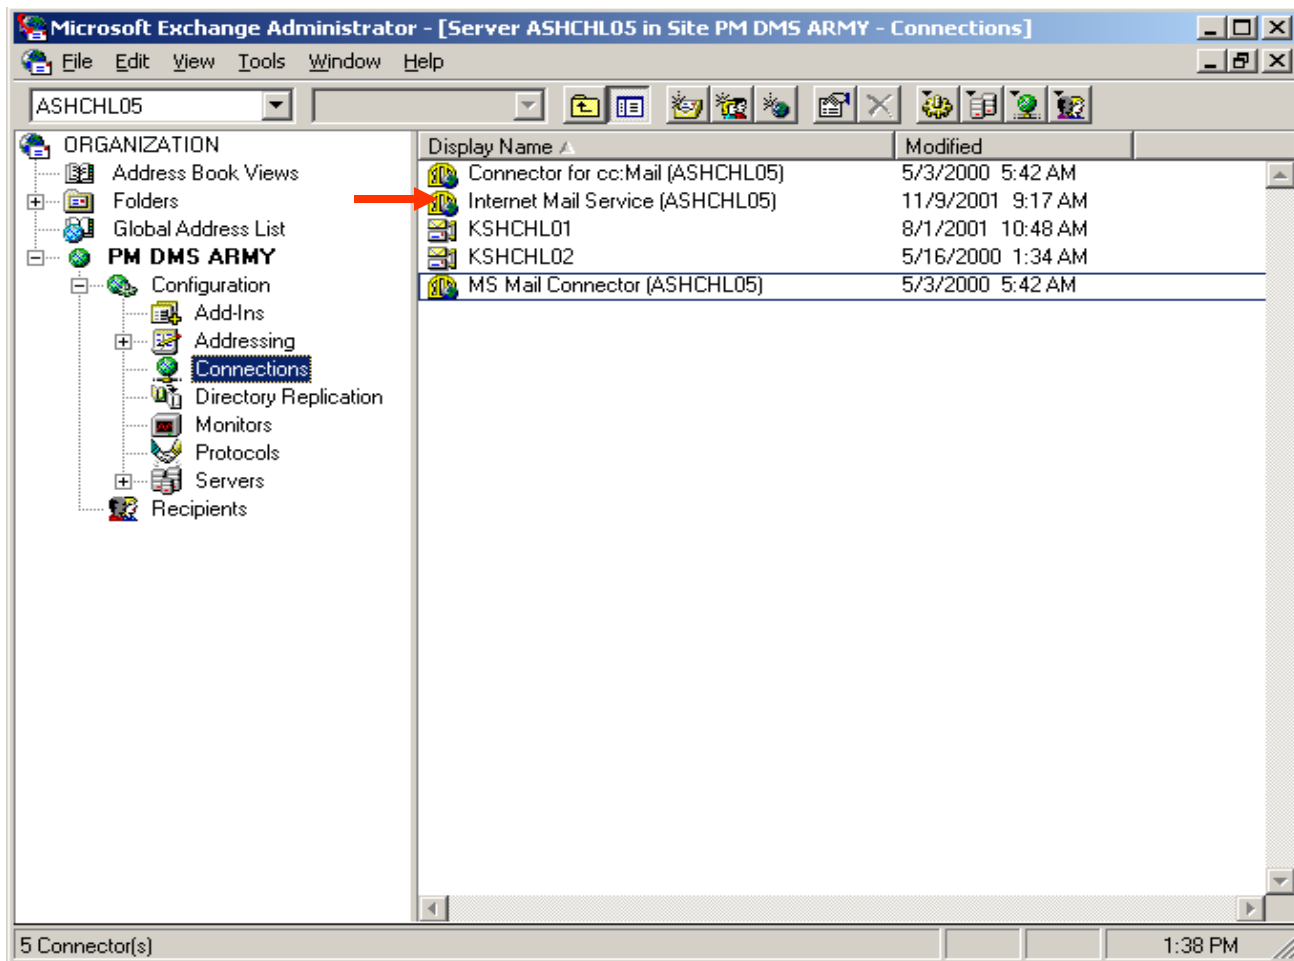 Microsoft Exchange Administrator - [Server ASHCHL05 in Site PM DMS ARMY - Connections]
File Edit View Tools Window Help
ASHCHL05
ORGANIZATION
Address Book Views
Folders
Global Address List
PM DMS ARMY
Configuration
Add-Ins
Addressing
Connections
Directory Replication
Monitors
Protocols
Servers
Recipients
Display Name Modified
Connector for cc:Mail (ASHCHL05) 5/3/2000 5:42 AM
Internet Mail Service (ASHCHL05) 11/9/2001 9:17 AM
KSHCHL01 8/1/2001 10:48 AM
KSHCHL02 5/16/2000 1:34 AM
MS Mail Connector (ASHCHL05) 5/3/2000 5:42 AM
5 Connector(s) 1:38 PM